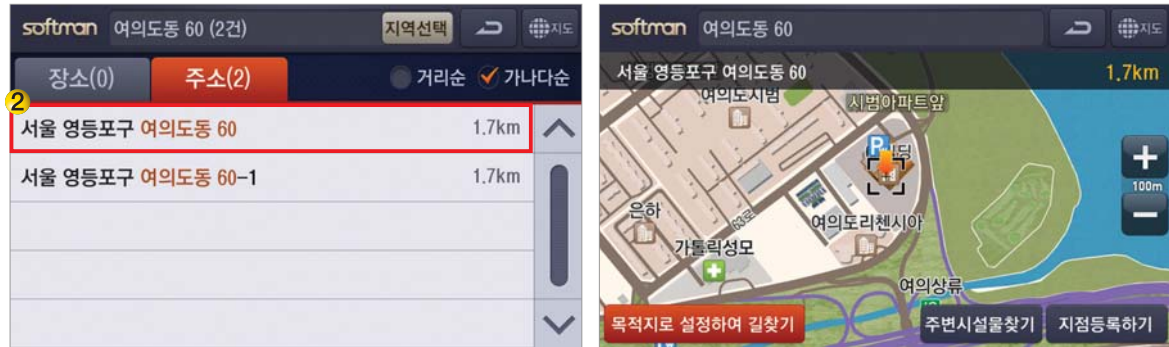 softman 여의도동 60 (2건) 지역선택 지도
장소(0) 주소(2) 거리순 가나다순
2
서울 영등포구 여의도동 60 1.7km
서울 영등포구 여의도동 60-1 1.7km
softman 여의도동 60 지도
서울 영등포구 여의도동 60 1.7km
여의도시범
시범아파트앞
P
100m
은하
63로
여의도리첸시아
가톨릭성모
여의상류
목적지로 설정하여 길찾기 주변시설물찾기 지점등록하기